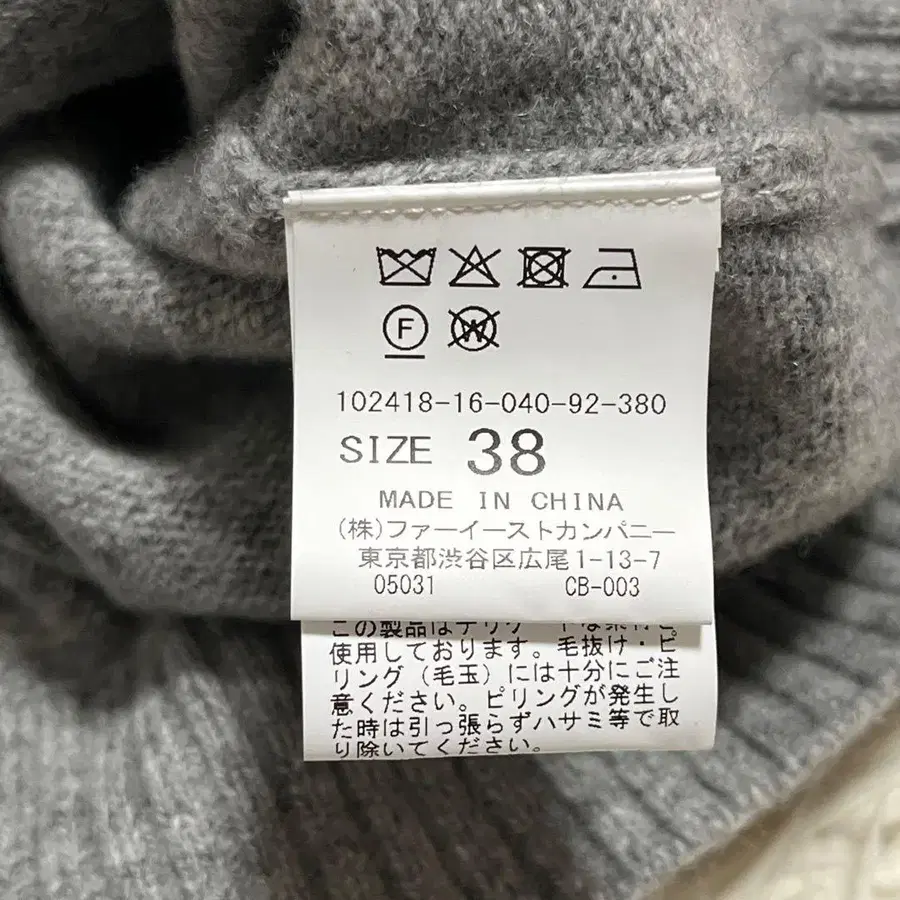 F W
102418-16-040-92-380
SIZE 38
MADE IN CHINA
(株)ファーイーストカンパニー
東京都渋谷区広尾1-13-7
05031 CB-003
この製品はデリケートな素材を
使用しております。毛抜け・ピ
リング（毛玉）には十分にご注
意ください。ピリングが発生し
た時は引っ張らずハサミ等で取
り除いてください。